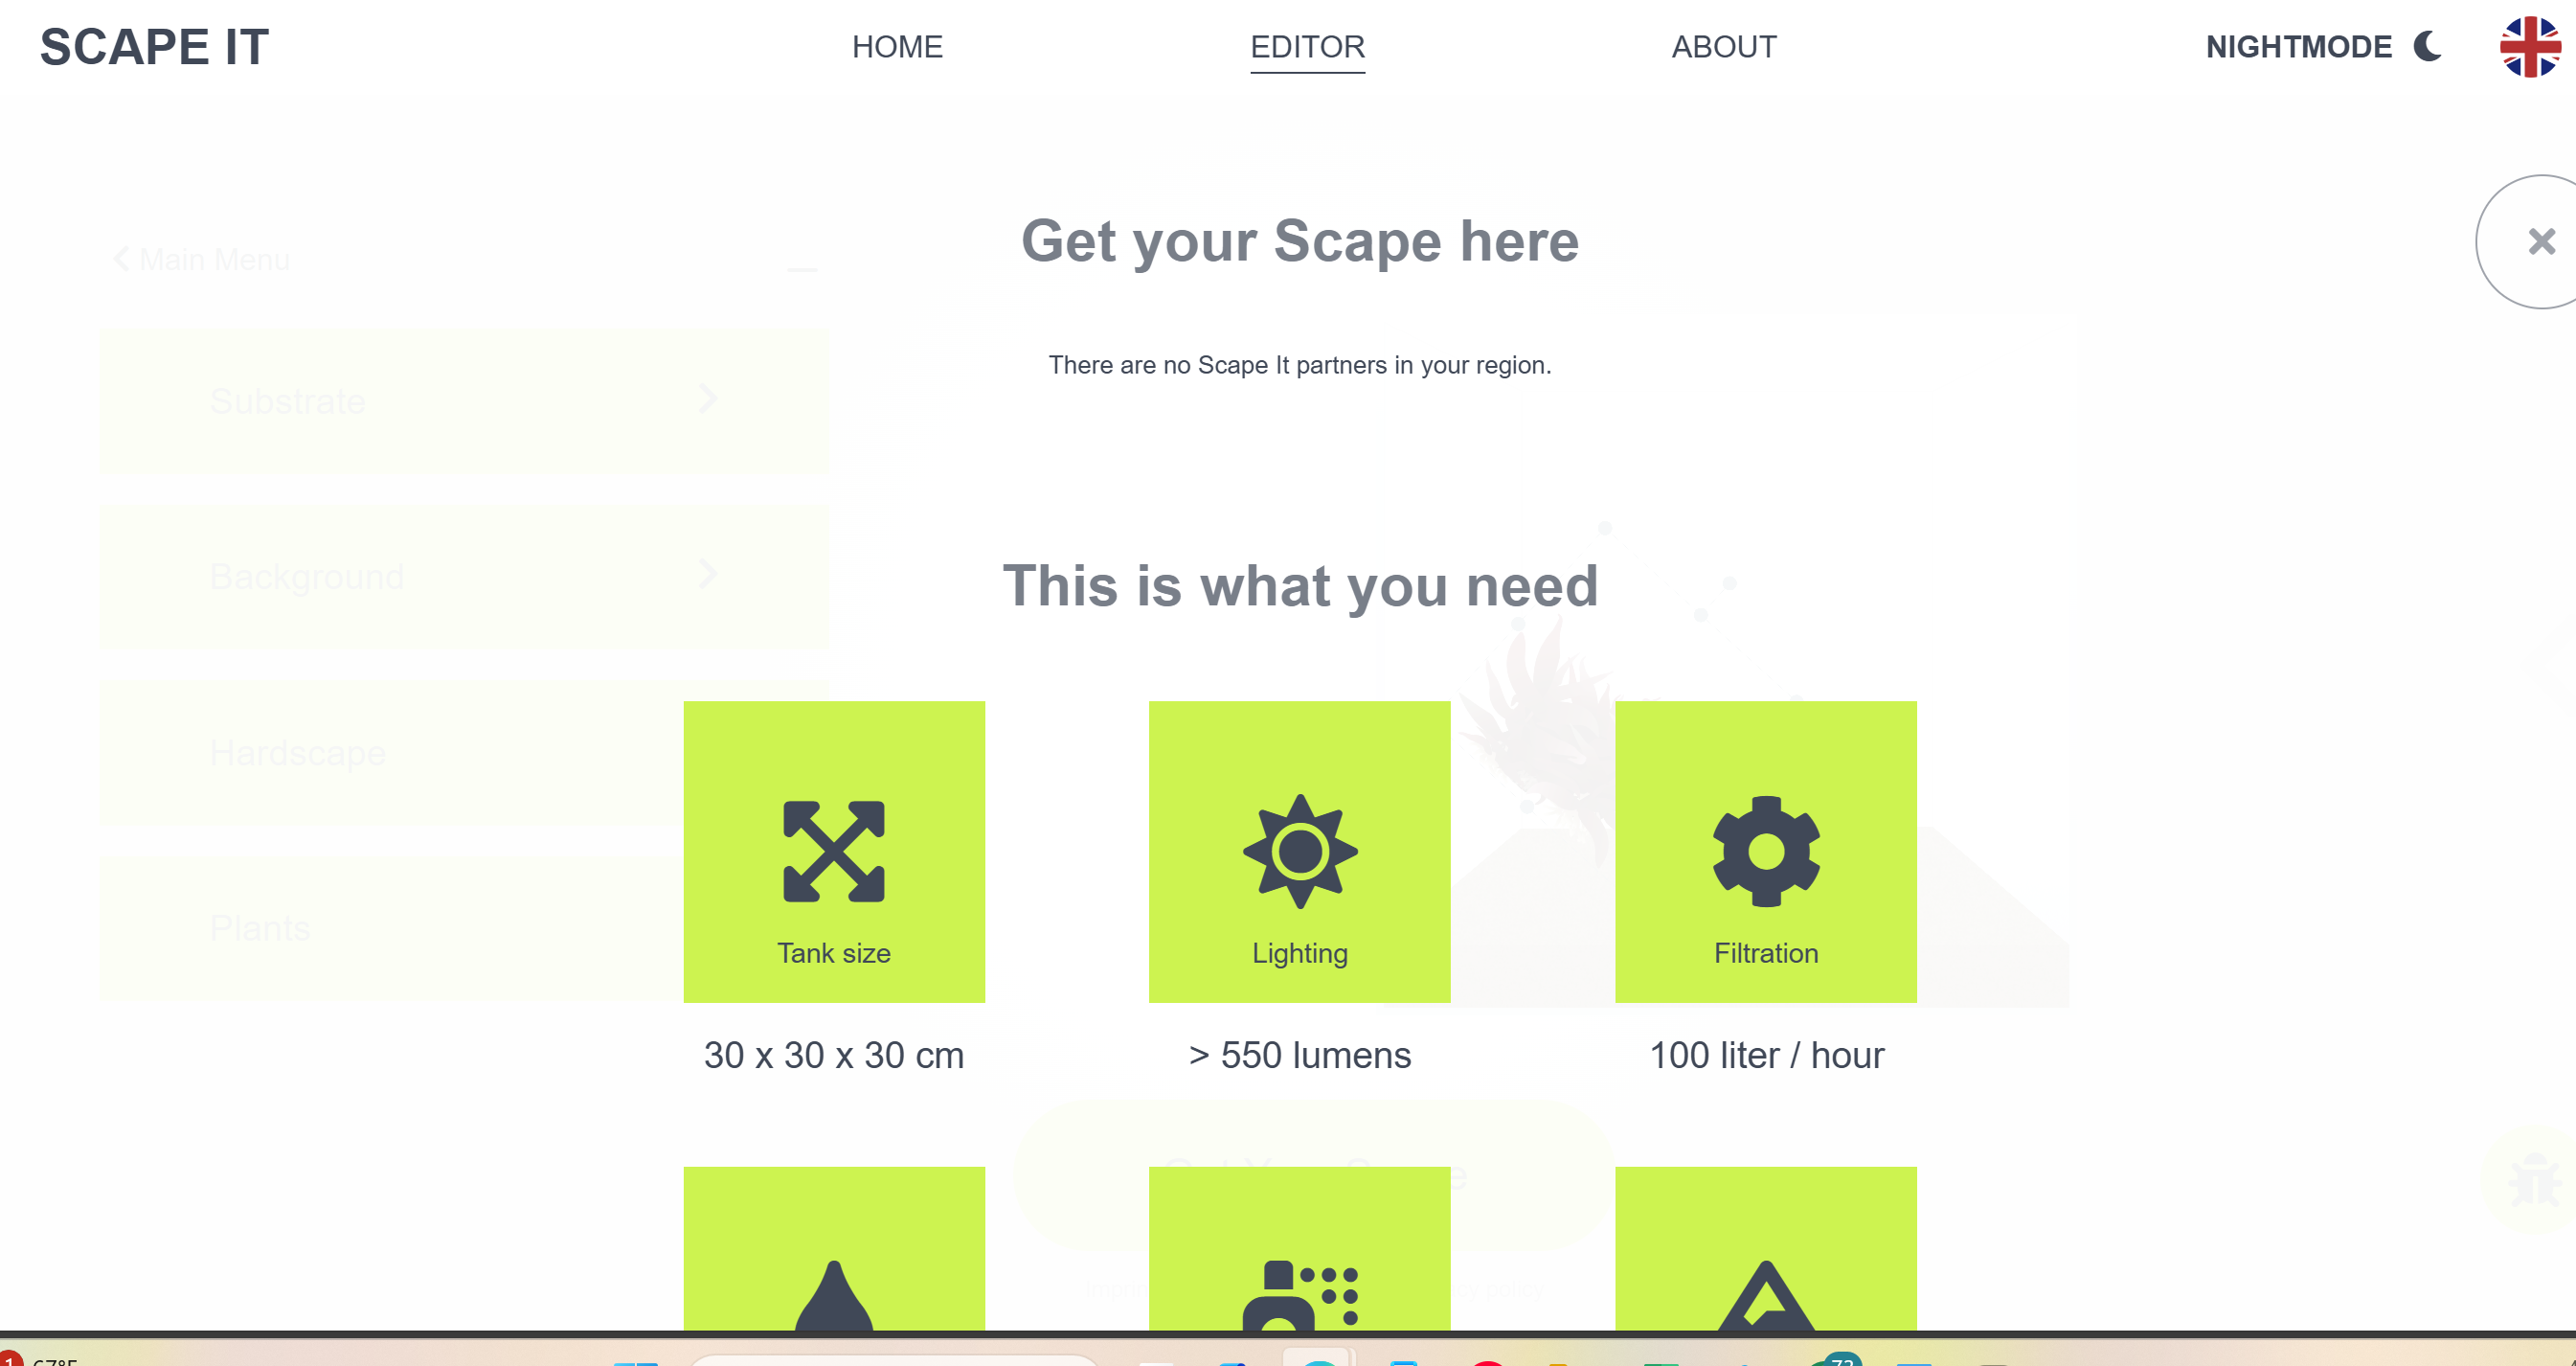 SCAPE IT
HOME
EDITOR
ABOUT
NIGHTMODE
Get your Scape here
Main Menu
There are no Scape It partners in your region.
Substrate
Background
This is what you need
Hardscape
Plants
Tank size
Lighting
Filtration
30 x 30 x 30 cm
> 550 lumens
100 liter / hour
policy
1